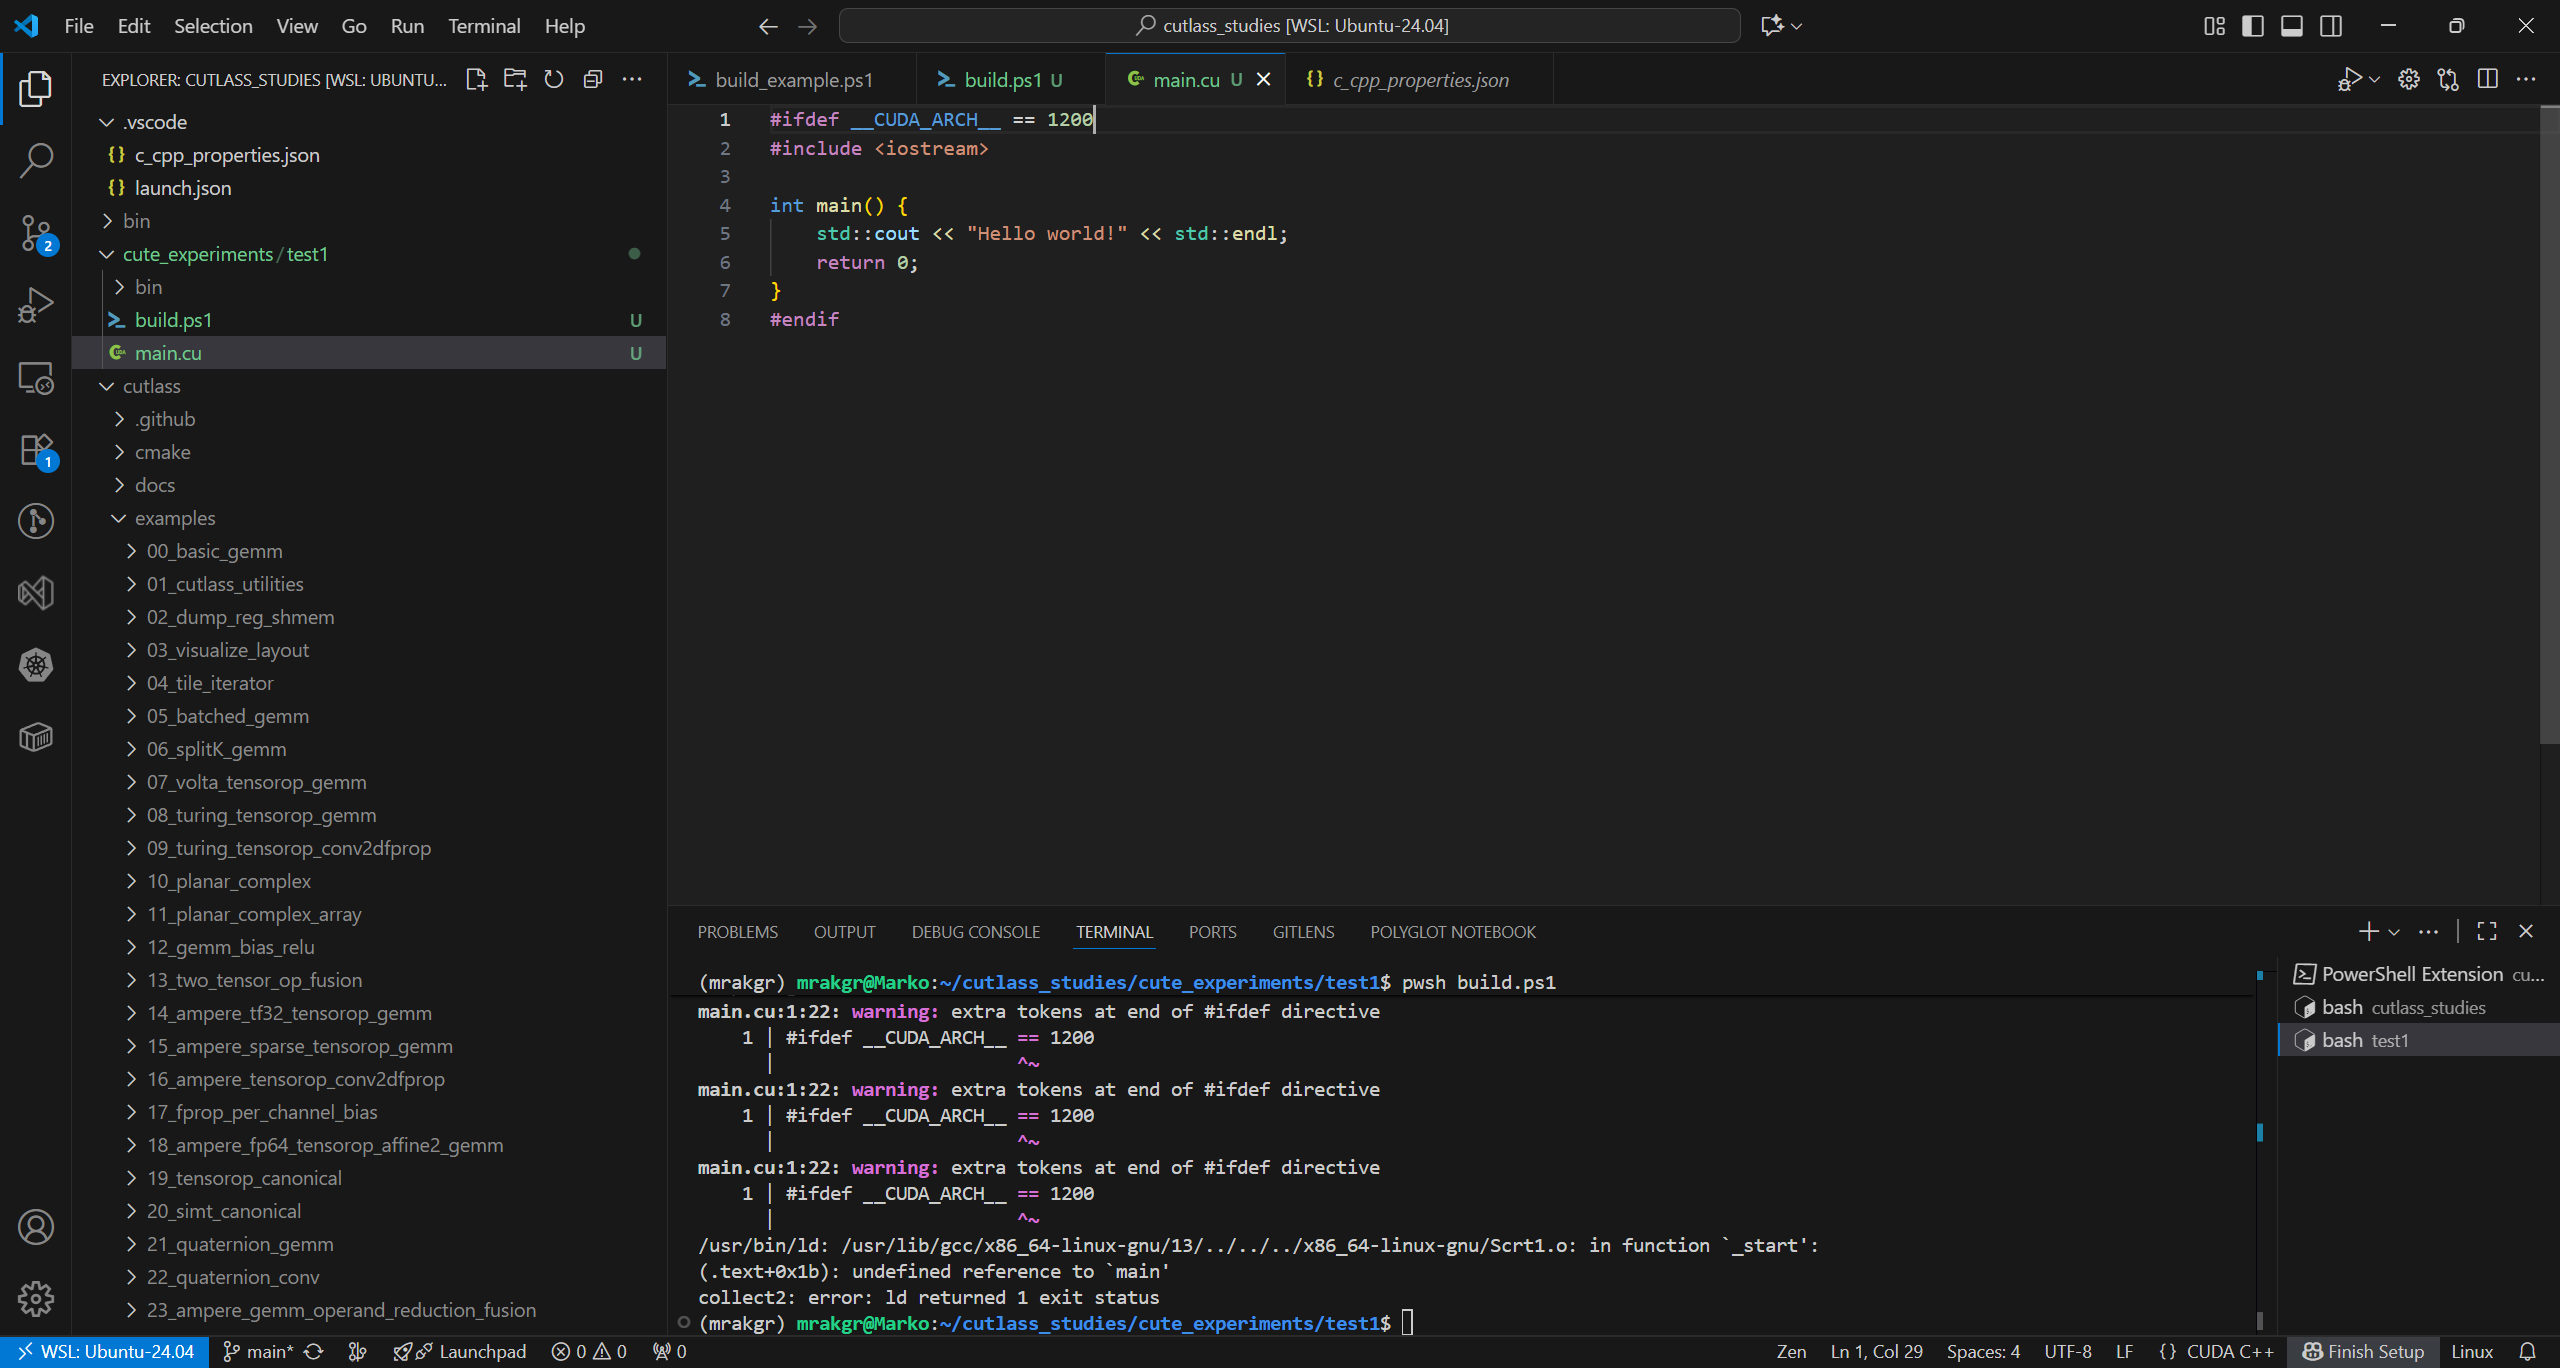 File Edit Selection View Go Run Terminal Help
cutlass_studies [WSL: Ubuntu-24.04]
EXPLORER: CUTLASS_STUDIES [WSL: UBUNTU...
.vscode
{} c_cpp_properties.json
{} launch.json
bin
cute_experiments/test1
bin
build.ps1 U
main.cu U
cutlass
.github
cmake
docs
examples
00_basic_gemm
01_cutlass_utilities
02_dump_reg_shmem
03_visualize_layout
04_tile_iterator
05_batched_gemm
06_splitK_gemm
07_volta_tensorop_gemm
08_turing_tensorop_gemm
09_turing_tensorop_conv2dfprop
10_planar_complex
11_planar_complex_array
12_gemm_bias_relu
13_two_tensor_op_fusion
14_ampere_tf32_tensorop_gemm
15_ampere_sparse_tensorop_gemm
16_ampere_tensorop_conv2dfprop
17_fprop_per_channel_bias
18_ampere_fp64_tensorop_affine2_gemm
19_tensorop_canonical
20_simt_canonical
21_quaternion_gemm
22_quaternion_conv
23_ampere_gemm_operand_reduction_fusion
2
1
build_example.ps1 build.ps1 U main.cu U {} c_cpp_properties.json
1 #ifdef __CUDA_ARCH__ == 1200
2 #include <iostream>
3
4 int main() {
5 std::cout << "Hello world!" << std::endl;
6 return 0;
7 }
8 #endif
PROBLEMS OUTPUT DEBUG CONSOLE TERMINAL PORTS GITLENS POLYGLOT NOTEBOOK
(mrakgr) mrakgr@Marko:~/cutlass_studies/cute_experiments/test1$ pwsh build.ps1
main.cu:1:22: warning: extra tokens at end of #ifdef directive
1 | #ifdef __CUDA_ARCH__ == 1200
| ^~
main.cu:1:22: warning: extra tokens at end of #ifdef directive
1 | #ifdef __CUDA_ARCH__ == 1200
| ^~
main.cu:1:22: warning: extra tokens at end of #ifdef directive
1 | #ifdef __CUDA_ARCH__ == 1200
| ^~
/usr/bin/ld: /usr/lib/gcc/x86_64-linux-gnu/13/../../../x86_64-linux-gnu/Scrt1.o: in function `_start':
(.text+0x1b): undefined reference to `main'
collect2: error: ld returned 1 exit status
(mrakgr) mrakgr@Marko:~/cutlass_studies/cute_experiments/test1$
PowerShell Extension cu...
bash cutlass_studies
bash test1
WSL: Ubuntu-24.04 main* Launchpad 0 0 0 Zen Ln 1, Col 29 Spaces: 4 UTF-8 LF {} CUDA C++ Finish Setup Linux